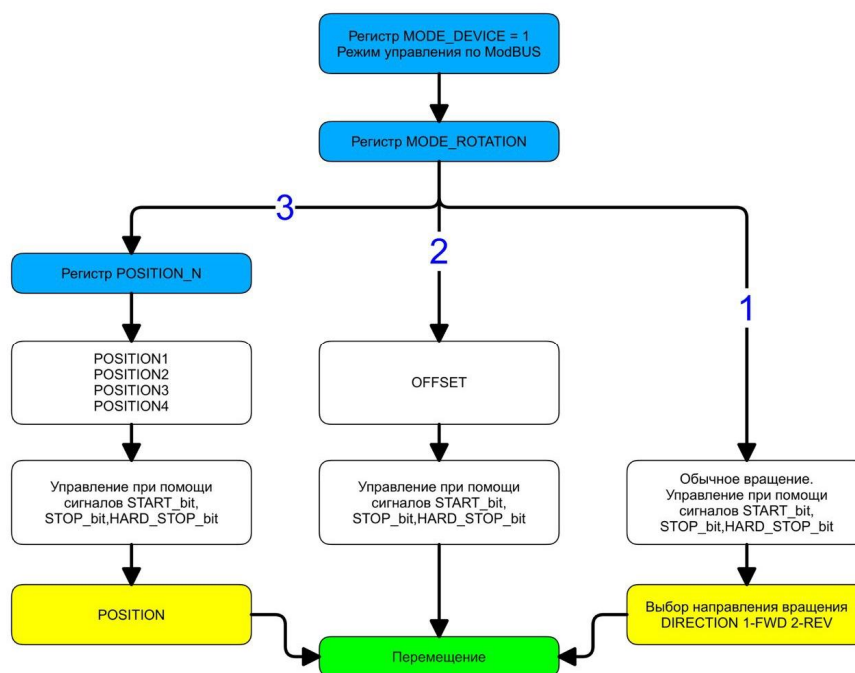 Регистр MODE_DEVICE = 1
Режим управления по ModBUS
Регистр MODE_ROTATION
3
2
1
Регистр POSITION_N
POSITION1
POSITION2
POSITION3
POSITION4
OFFSET
Управление при помощи
сигналов START_bit,
STOP_bit,HARD_STOP_bit
Управление при помощи
сигналов START_bit,
STOP_bit,HARD_STOP_bit
Обычное вращение.
Управление при помощи
сигналов START_bit,
STOP_bit,HARD_STOP_bit
POSITION
Выбор направления вращения
DIRECTION 1-FWD 2-REV
Перемещение